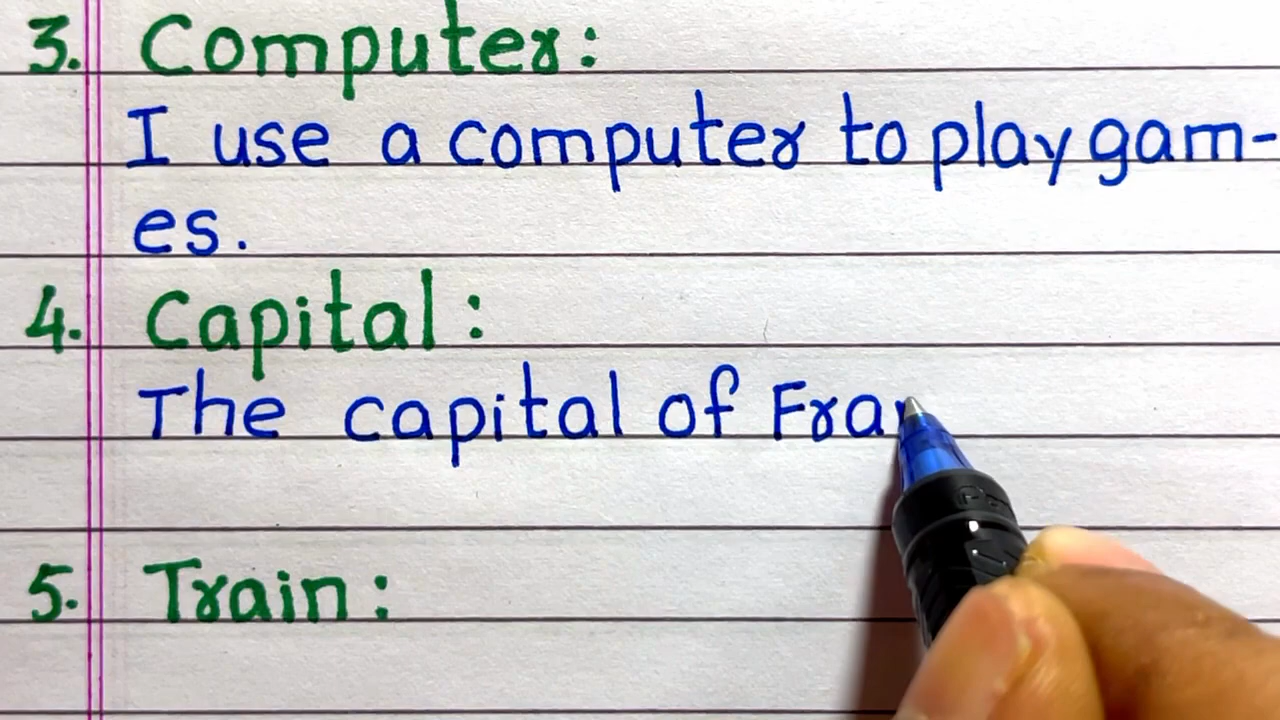 3. Computer:
I use a computer to play gam-
es.
4. Capital:
The capital of Fra
5. Train: